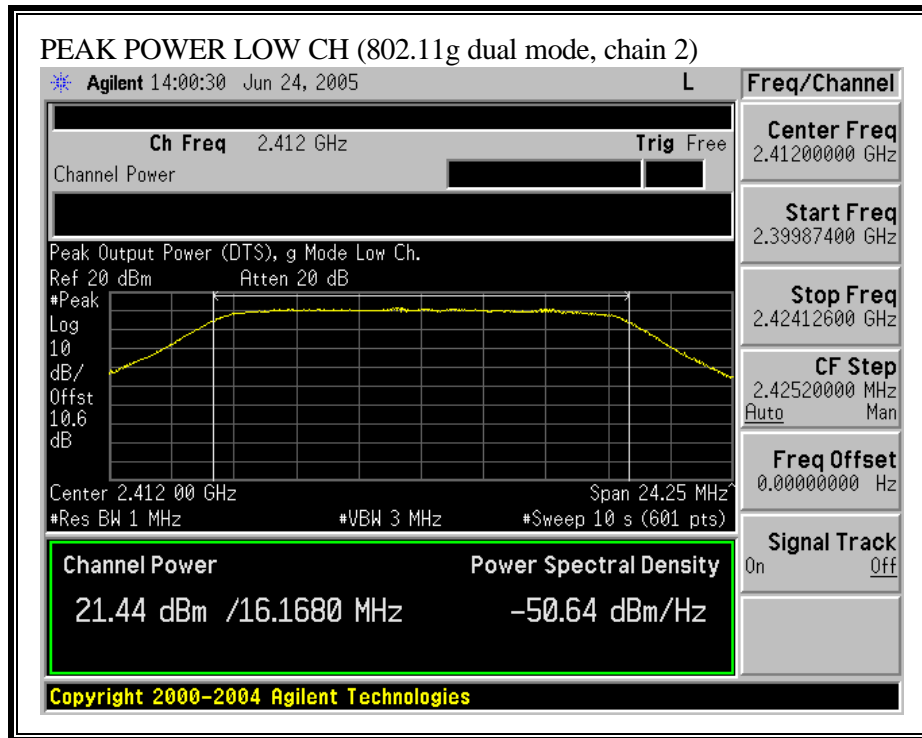 PEAK POWER LOW CH (802.11g dual mode, chain 2)
Agilent 14:00:30 Jun 24, 2005 L
Freq/Channel
Ch Freq 2.412 GHz Trig Free
Channel Power
Center Freq
2.41200000 GHz
Start Freq
2.39987400 GHz
Stop Freq
2.42412600 GHz
CF Step
2.42520000 MHz
Auto Man
Freq Offset
0.00000000 Hz
Signal Track
On Off
Peak Output Power (DTS), g Mode Low Ch.
Ref 20 dBm Atten 20 dB
#Peak
Log
10
dB/
Offst
10.6
dB
Center 2.412 00 GHz Span 24.25 MHz^
#Res BW 1 MHz #VBW 3 MHz #Sweep 10 s (601 pts)
Channel Power Power Spectral Density
21.44 dBm /16.1680 MHz -50.64 dBm/Hz
Copyright 2000-2004 Agilent Technologies